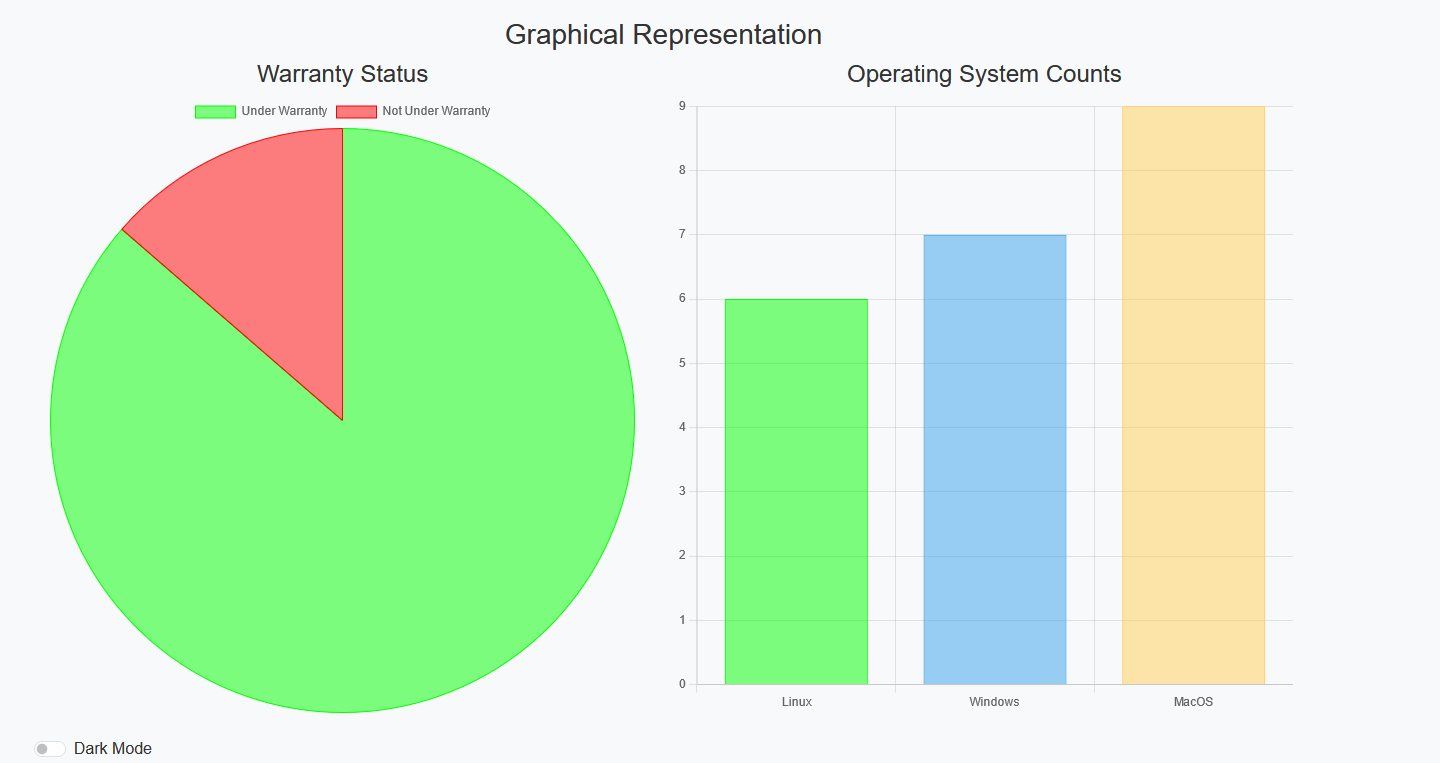 Graphical Representation
Warranty Status
Under Warranty Not Under Warranty
Operating System Counts
9
8
7
6
5
4
3
2
1
0
Linux Windows MacOS
Dark Mode